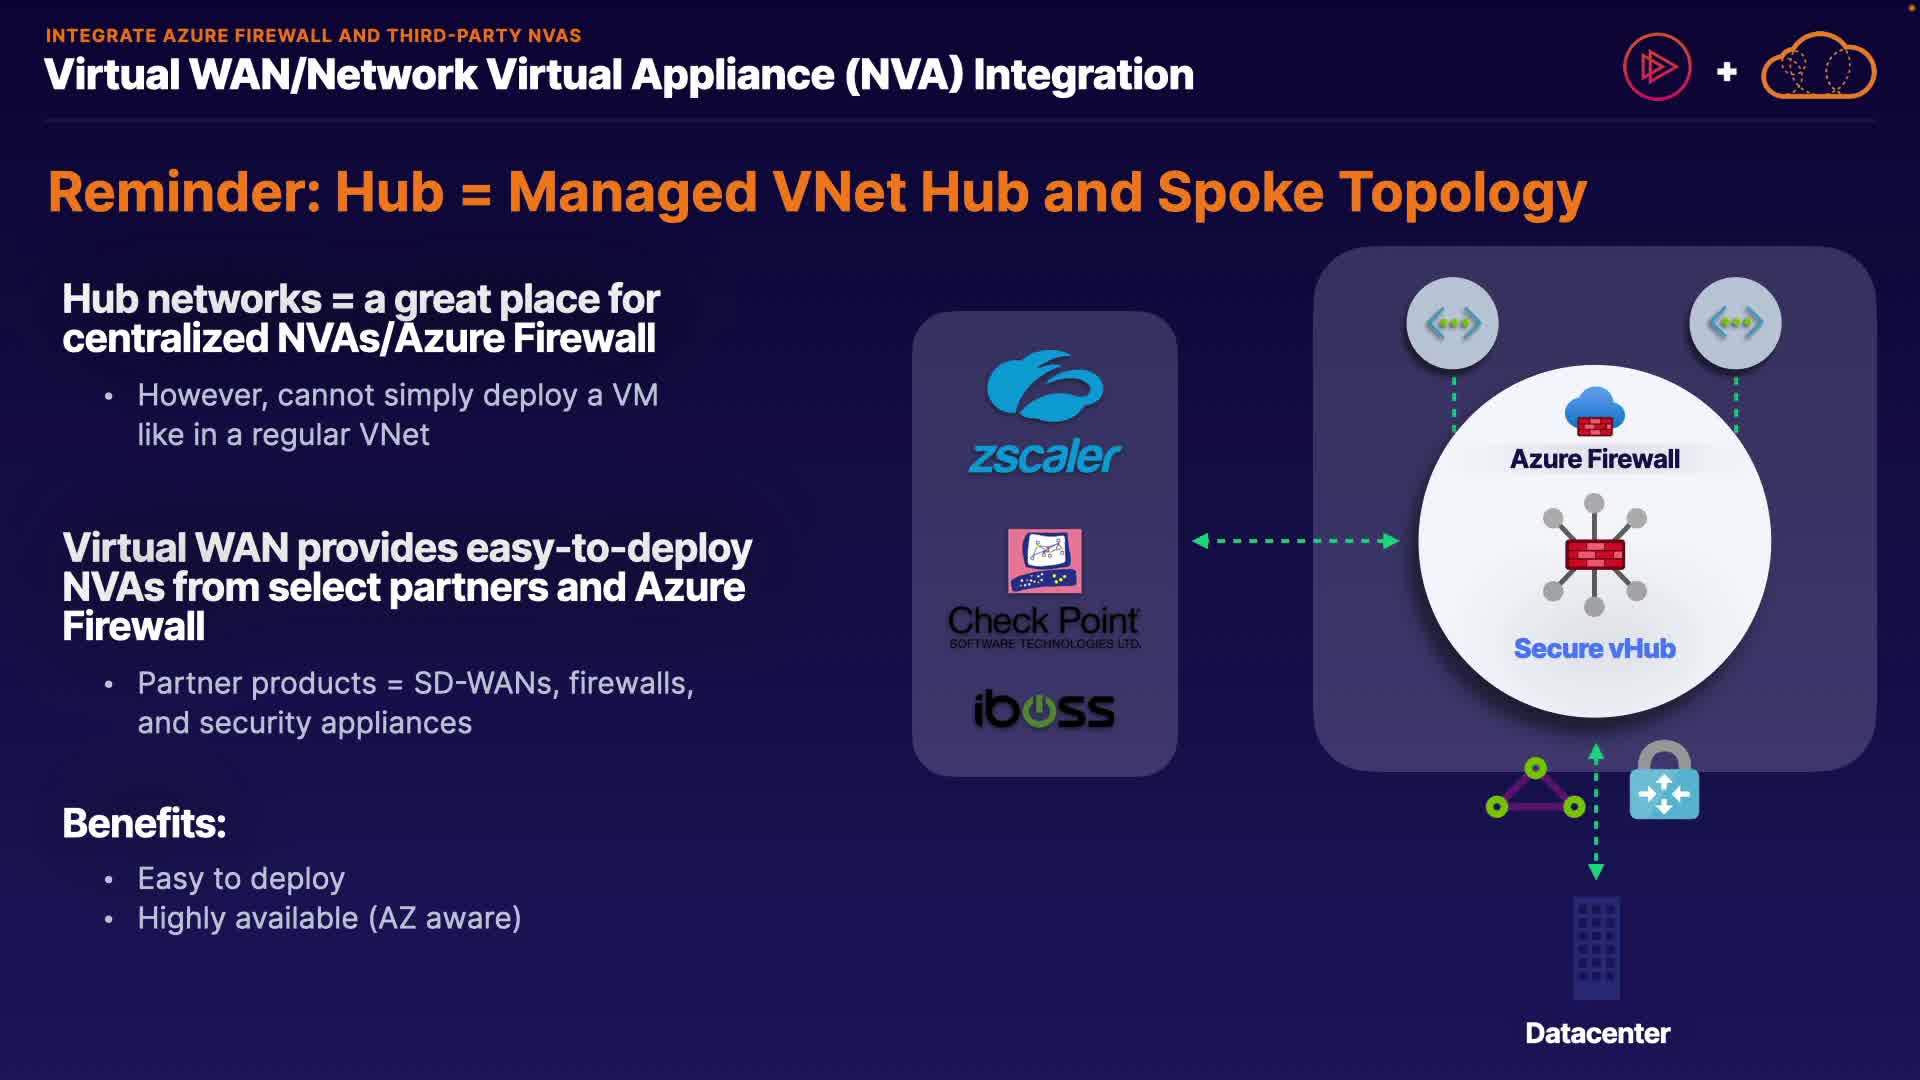 INTEGRATE AZURE FIREWALL AND THIRD-PARTY NVAS
Virtual WAN/Network Virtual Appliance (NVA) Integration
Reminder: Hub = Managed VNet Hub and Spoke Topology
Hub networks = a great place for
centralized NVAs/Azure Firewall
• However, cannot simply deploy a VM
like in a regular VNet
Virtual WAN provides easy-to-deploy
NVAs from select partners and Azure
Firewall
• Partner products = SD-WANs, firewalls,
and security appliances
Benefits:
• Easy to deploy
• Highly available (AZ aware)
zscaler
Check Point
SOFTWARE TECHNOLOGIES LTD.
iboss
Azure Firewall
Secure vHub
Datacenter